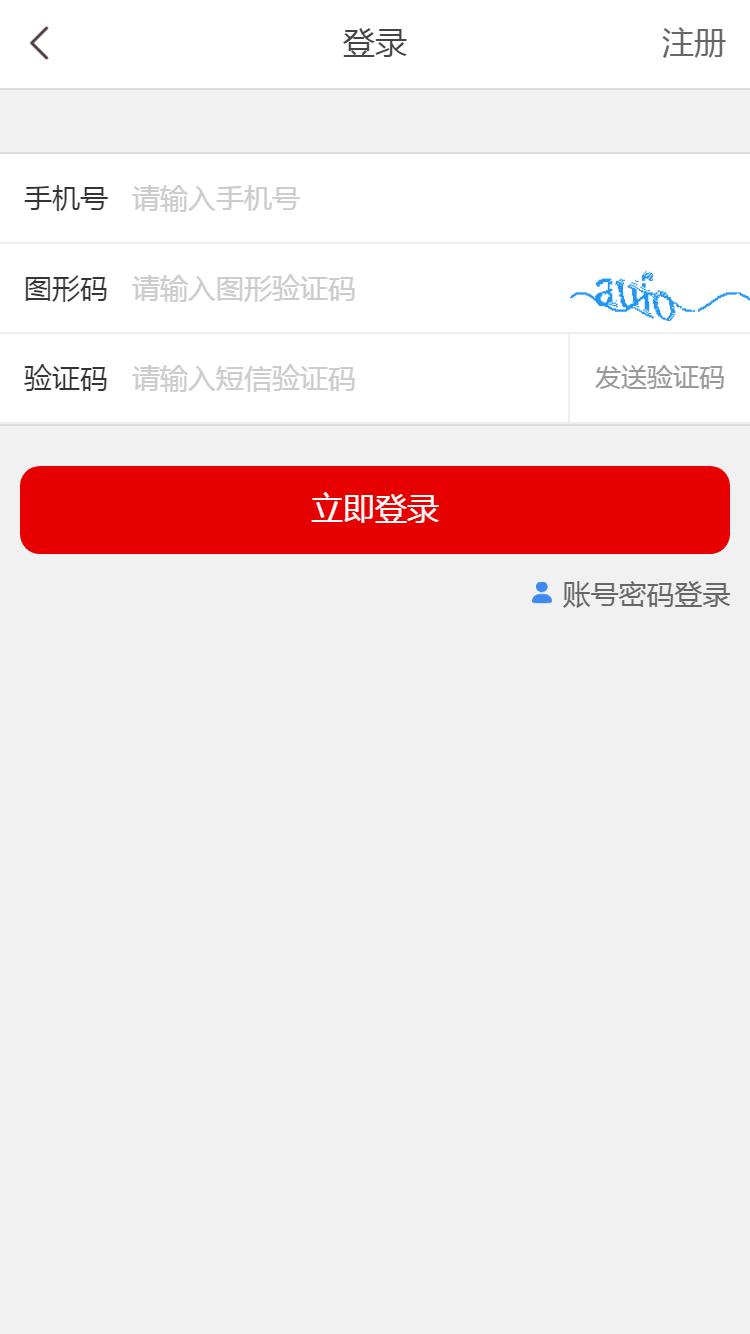 登录 注册
手机号 请输入手机号
图形码 请输入图形验证码
验证码 请输入短信验证码 发送验证码
立即登录
账号密码登录